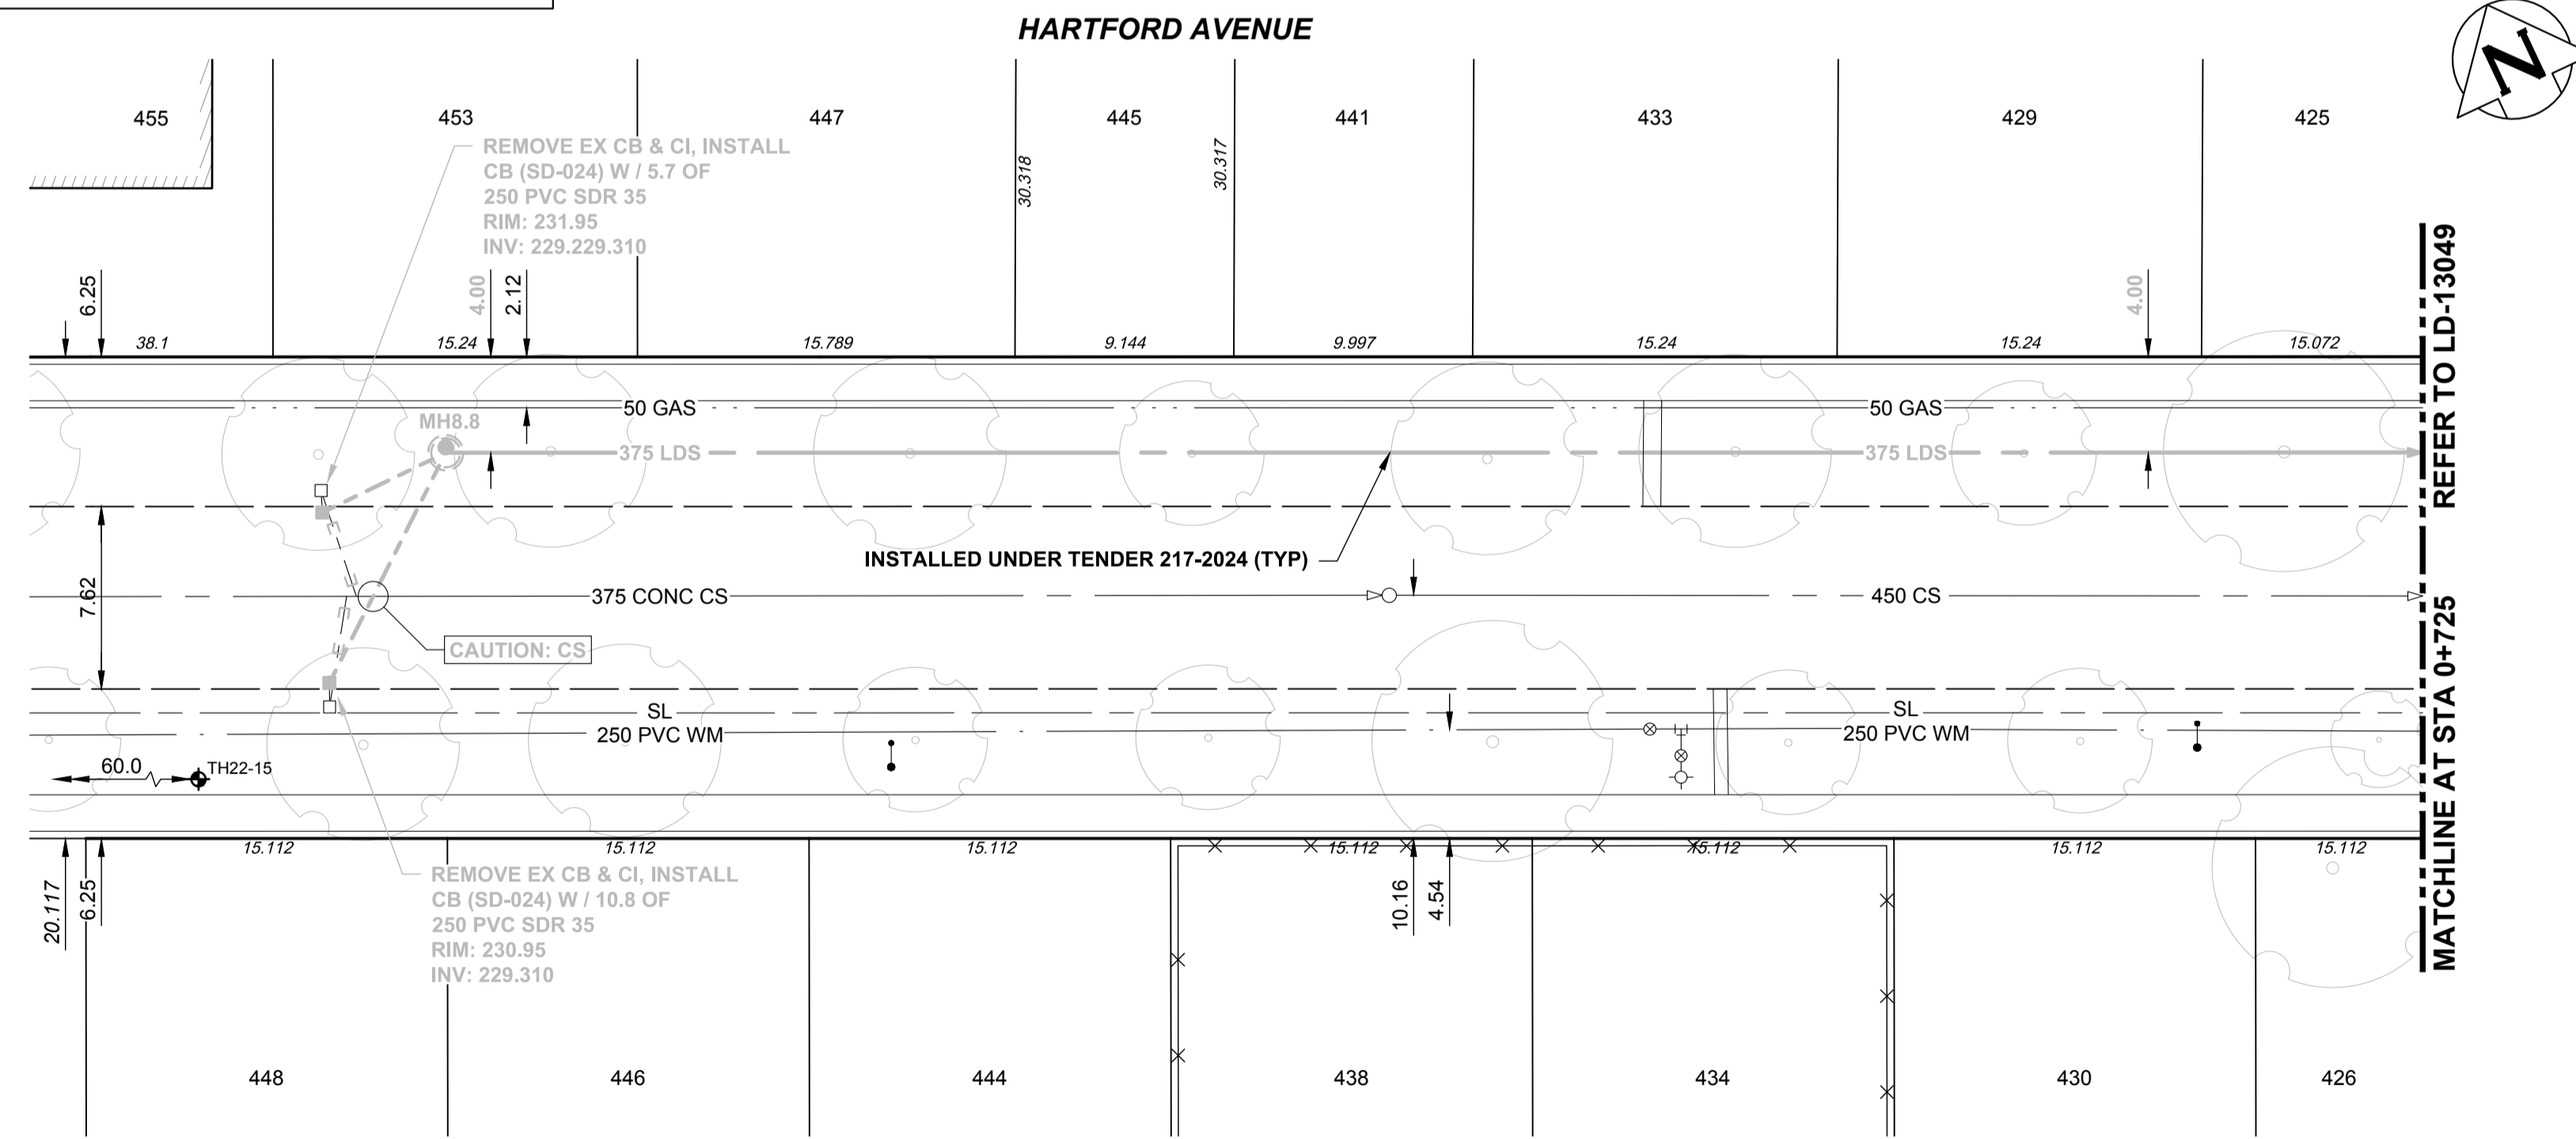 HARTFORD AVENUE
N
455
453
447
445
441
433
429
425
REMOVE EX CB & CI, INSTALL
CB (SD-024) W / 5.7 OF
250 PVC SDR 35
RIM: 231.95
INV: 229.229.310
30.318
30.317
6.25
4.00
2.12
4.00
38.1
15.24
15.789
9.144
9.997
15.24
15.24
15.072
REFER TO LD-13049
50 GAS
50 GAS
MH8.8
375 LDS
375 LDS
INSTALLED UNDER TENDER 217-2024 (TYP)
7.62
375 CONC CS
450 CS
CAUTION: CS
MATCHLINE AT STA 0+725
SL
SL
250 PVC WM
250 PVC WM
60.0
TH22-15
15.112
15.112
15.112
15.112
15.112
15.112
15.112
20.117
6.25
REMOVE EX CB & CI, INSTALL
CB (SD-024) W / 10.8 OF
250 PVC SDR 35
RIM: 230.95
INV: 229.310
10.16
4.54
448
446
444
438
434
430
426